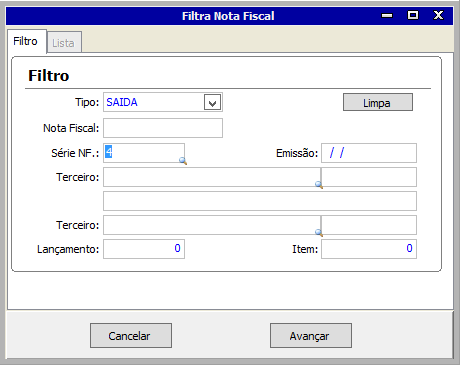 Filtra Nota Fiscal
Filtro Lista
Filtro
Tipo: SAIDA Limpa
Nota Fiscal:
Série NF.: 4 Emissão: / /
Terceiro:
Terceiro:
Lançamento: 0 Item: 0
Cancelar Avançar